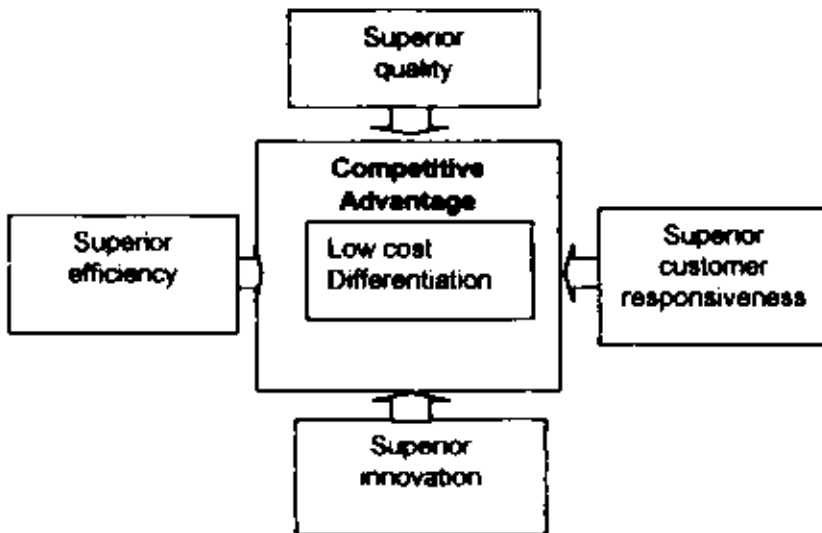 Superior
quality
Competitive
Advantage
Low cost
Differentiation
Superior
efficiency
Superior
customer
responsiveness
Superior
innovation